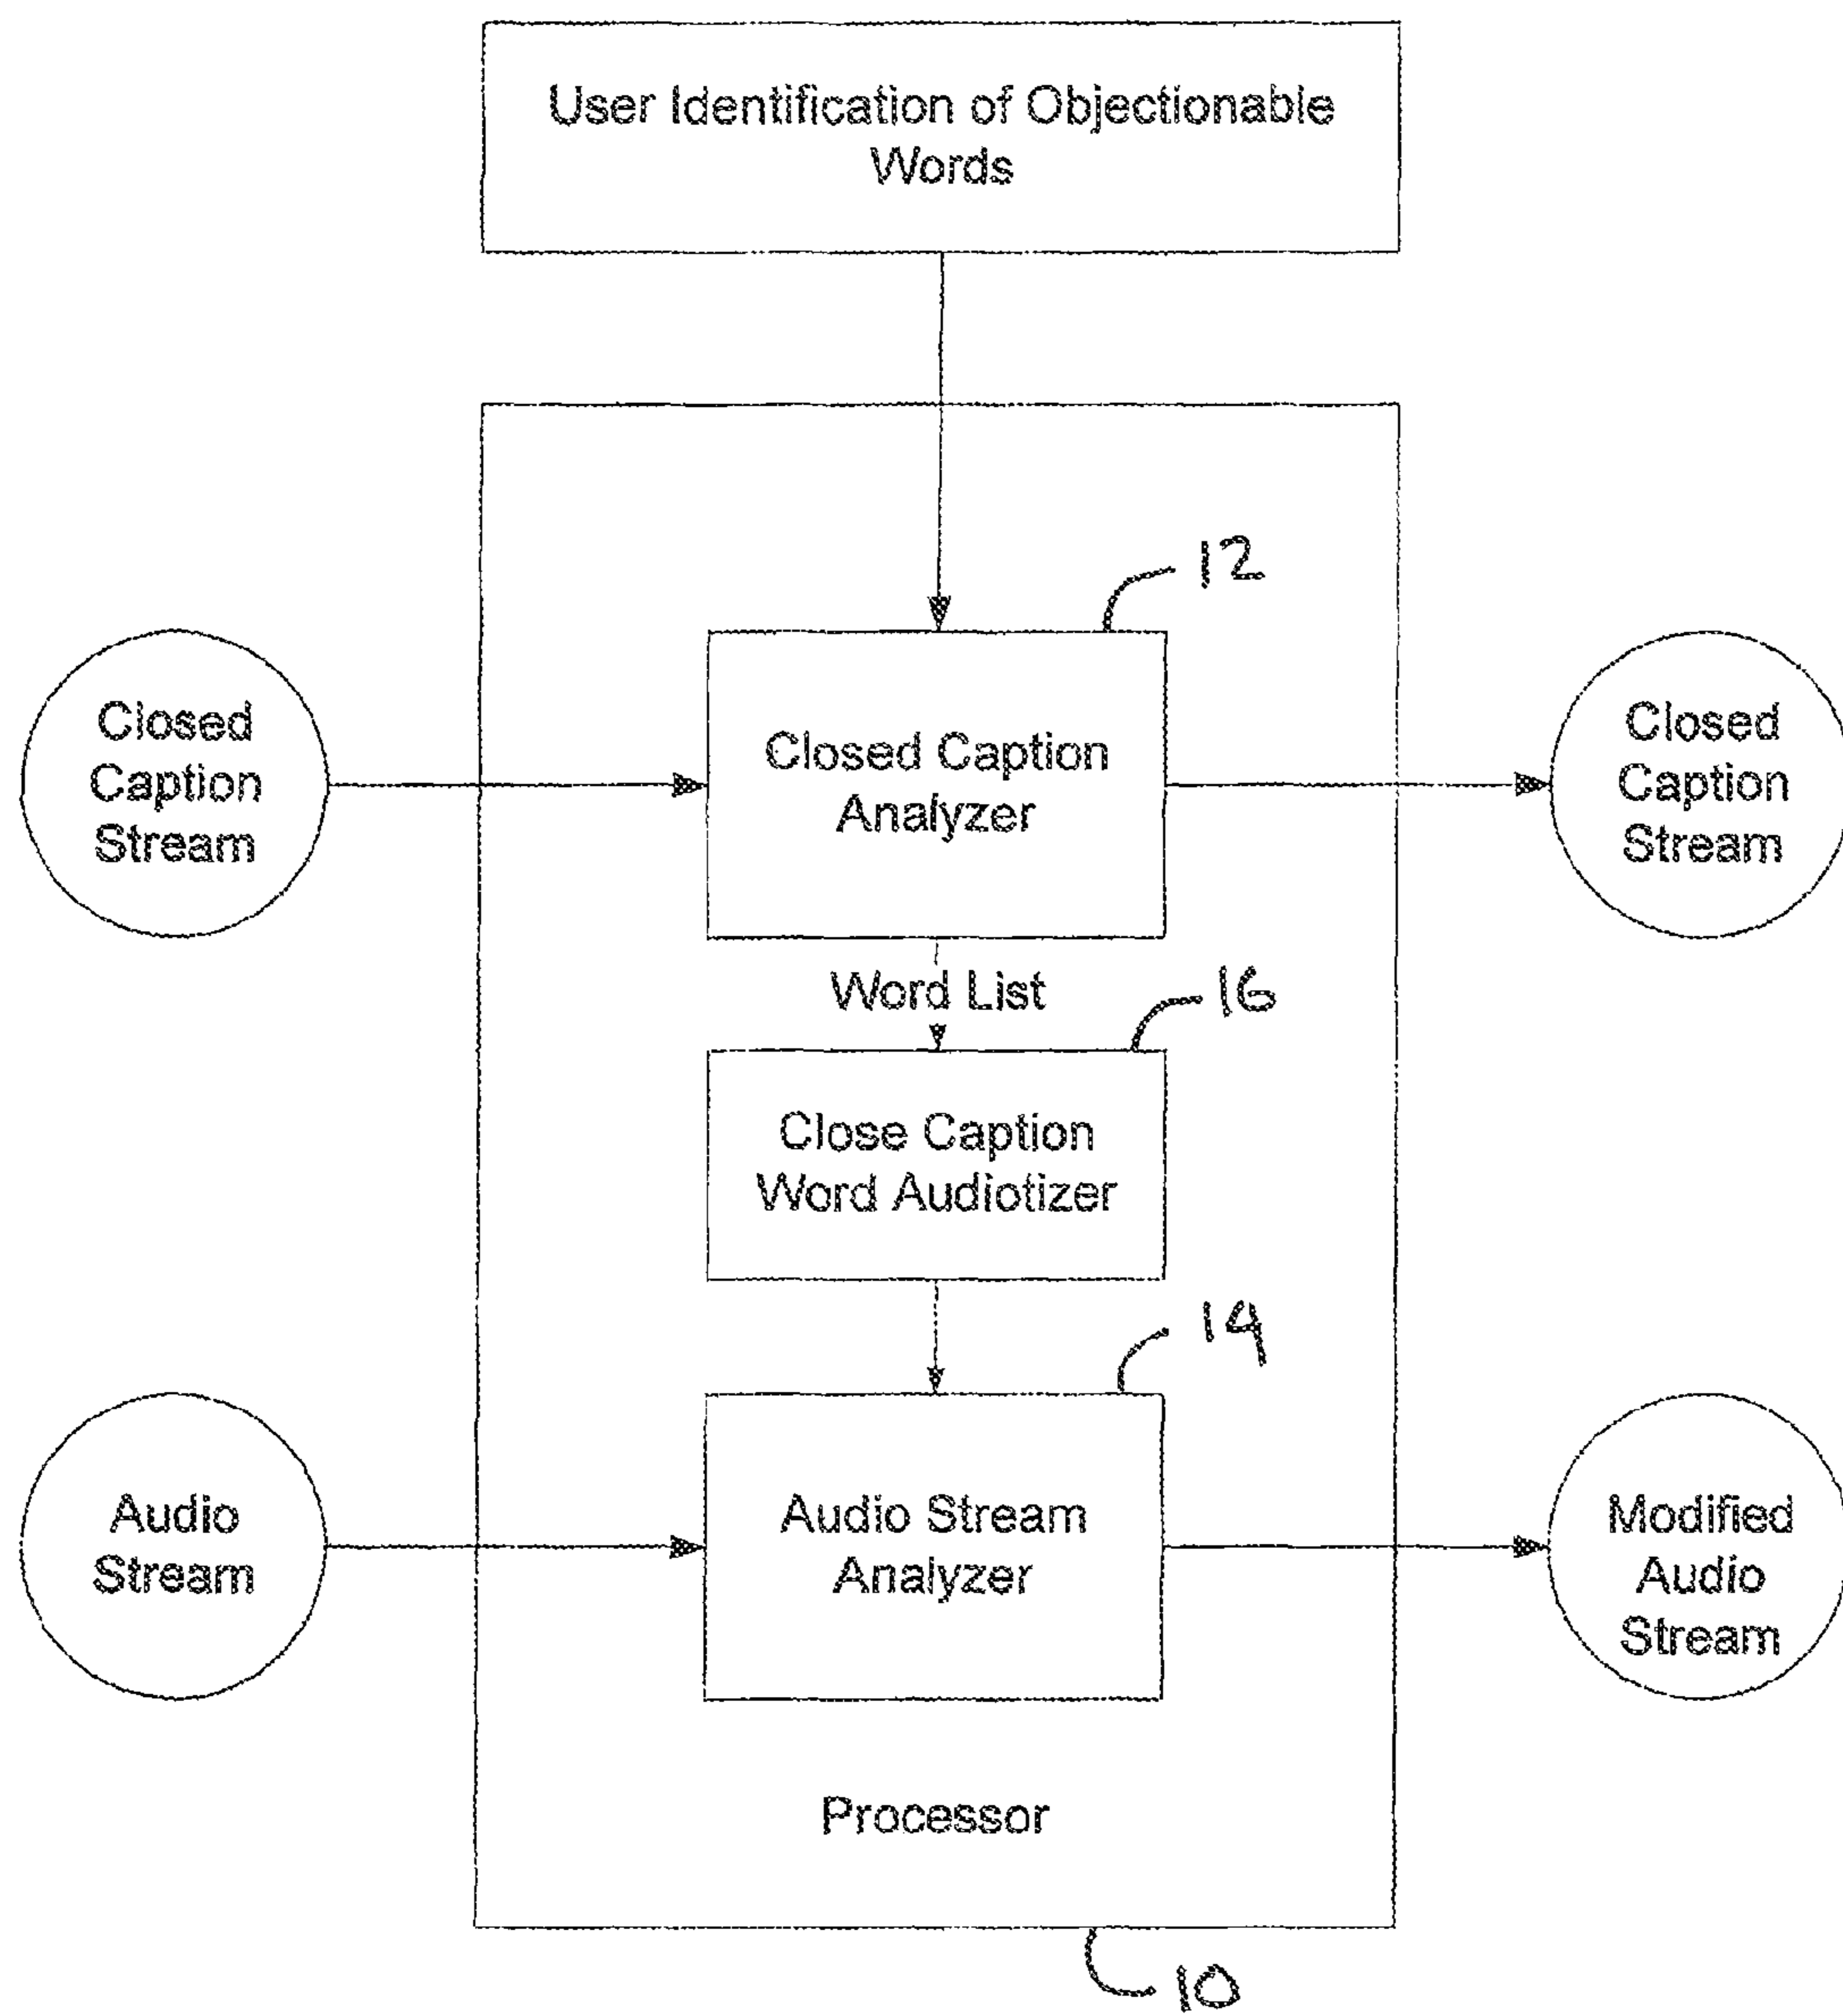 User Identification of Objectionable
Words
12
Closed
Caption
Stream
Closed Caption
Analyzer
Closed
Caption
Stream
Word List
16
Close Caption
Word Audiotizer
14
Audio
Stream
Audio Stream
Analyzer
Modified
Audio
Stream
Processor
10